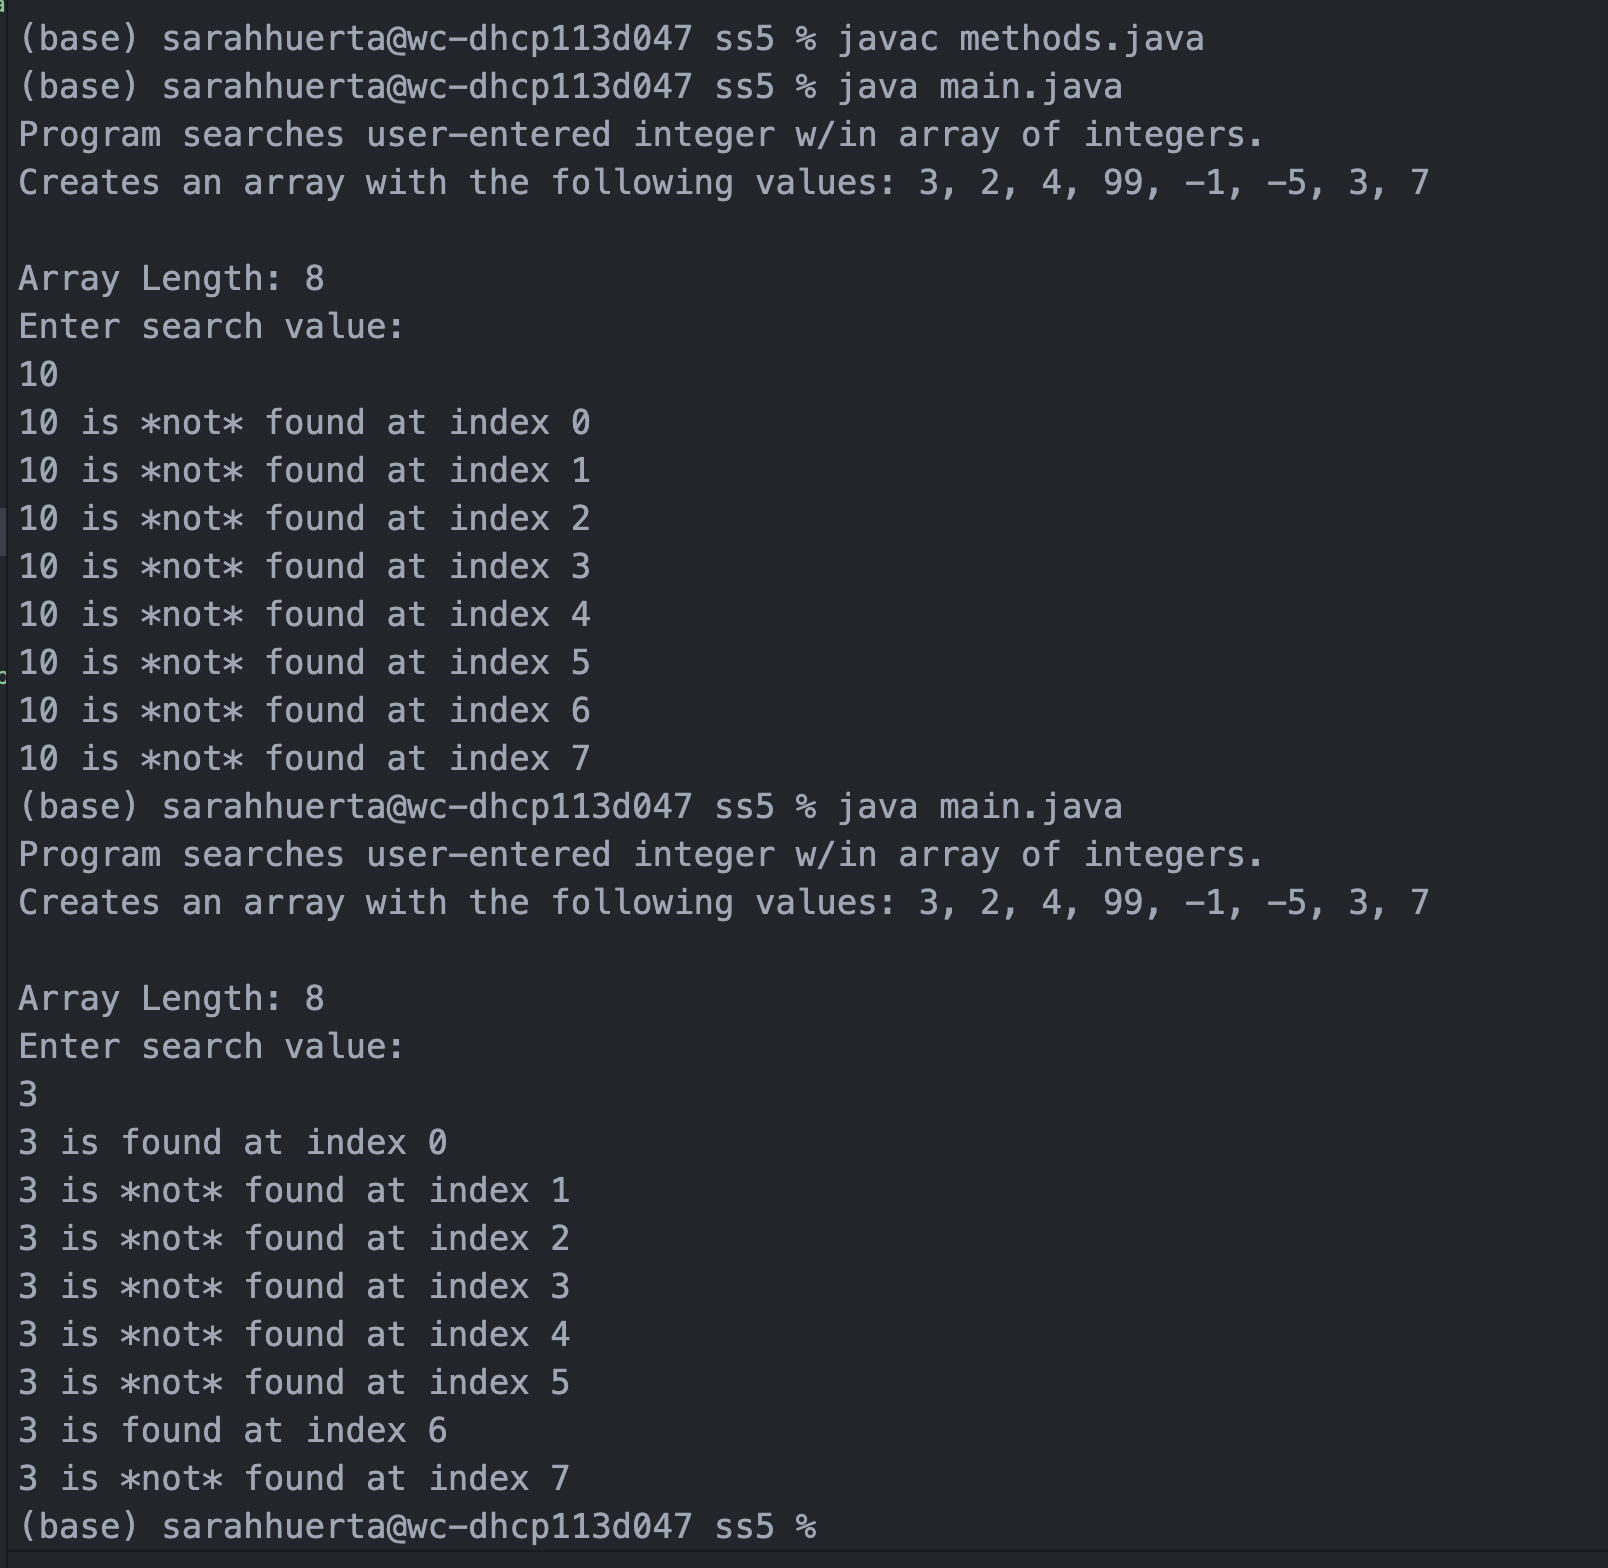 (base) sarahhuerta@wc-dhcp113d047 ss5 % javac methods.java
(base) sarahhuerta@wc-dhcp113d047 ss5 % java main.java
Program searches user-entered integer w/in array of integers.
Creates an array with the following values: 3, 2, 4, 99, -1, -5, 3, 7

Array Length: 8
Enter search value:
10
10 is *not* found at index 0
10 is *not* found at index 1
10 is *not* found at index 2
10 is *not* found at index 3
10 is *not* found at index 4
10 is *not* found at index 5
10 is *not* found at index 6
10 is *not* found at index 7
(base) sarahhuerta@wc-dhcp113d047 ss5 % java main.java
Program searches user-entered integer w/in array of integers.
Creates an array with the following values: 3, 2, 4, 99, -1, -5, 3, 7

Array Length: 8
Enter search value:
3
3 is found at index 0
3 is *not* found at index 1
3 is *not* found at index 2
3 is *not* found at index 3
3 is *not* found at index 4
3 is *not* found at index 5
3 is found at index 6
3 is *not* found at index 7
(base) sarahhuerta@wc-dhcp113d047 ss5 %